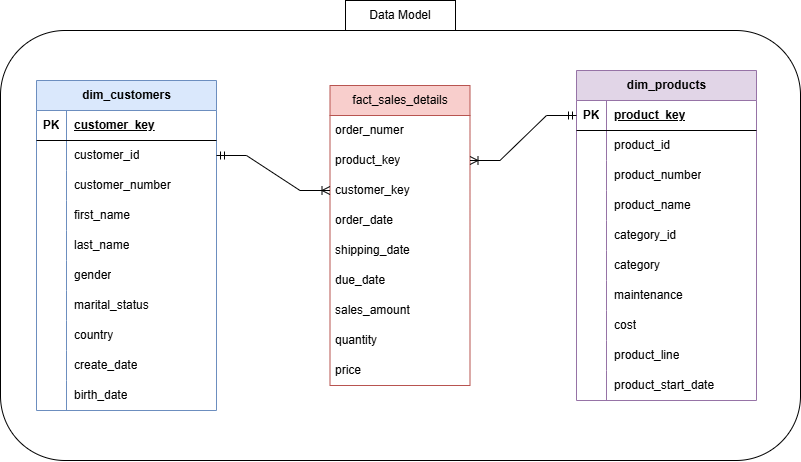 Data Model
dim_customers
PK customer_key
customer_id
customer_number
first_name
last_name
gender
marital_status
country
create_date
birth_date
fact_sales_details
order_numer
product_key
customer_key
order_date
shipping_date
due_date
sales_amount
quantity
price
dim_products
PK product_key
product_id
product_number
product_name
category_id
category
maintenance
cost
product_line
product_start_date